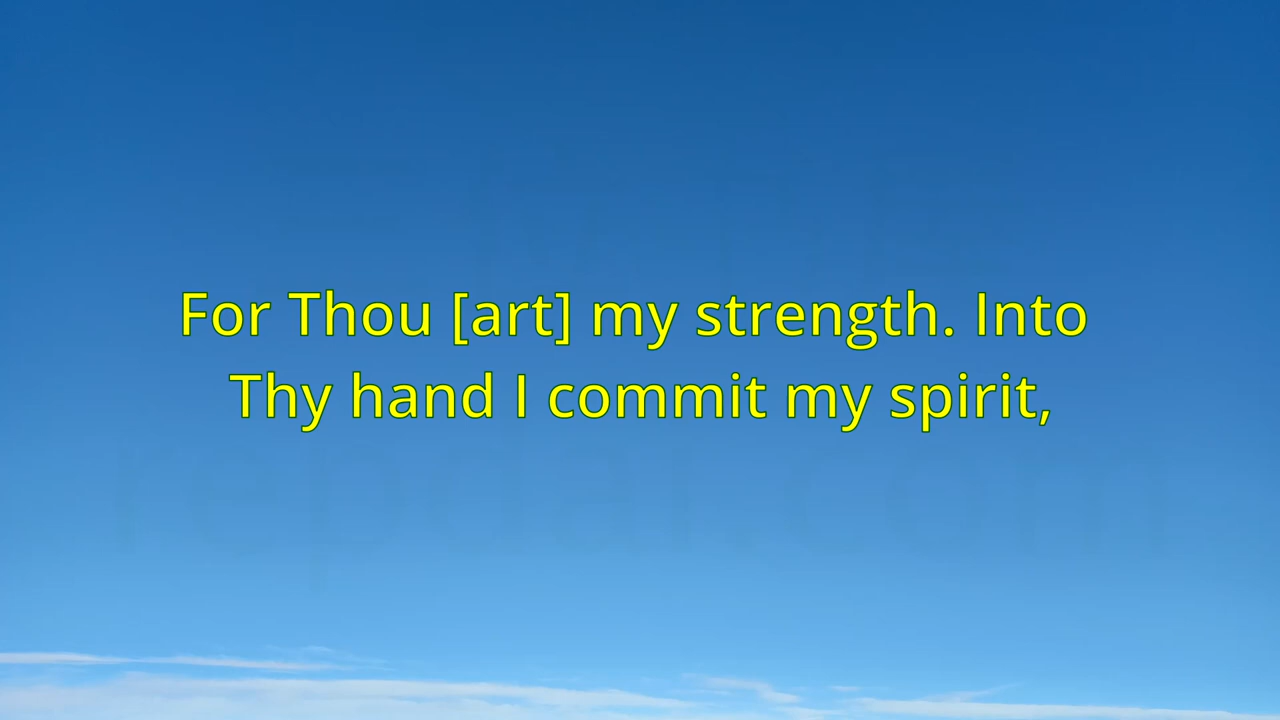 For Thou [art] my strength. Into
Thy hand I commit my spirit,